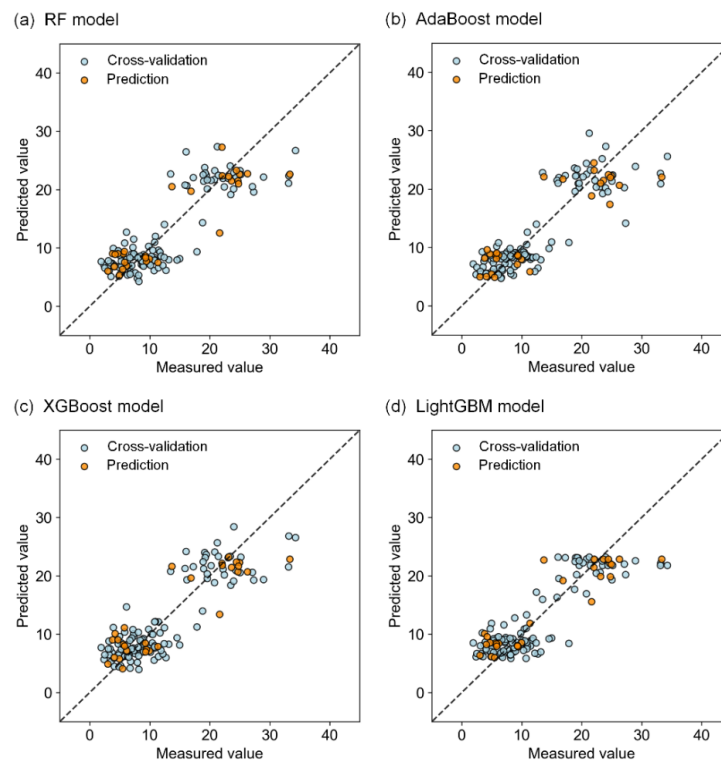 (a) RF model
40
30
20
10
0
Predicted value
Cross-validation
Prediction
0 10 20 30 40
Measured value
(b) AdaBoost model
40
30
20
10
0
Predicted value
Cross-validation
Prediction
0 10 20 30 40
Measured value
(c) XGBoost model
40
30
20
10
0
Predicted value
Cross-validation
Prediction
0 10 20 30 40
Measured value
(d) LightGBM model
40
30
20
10
0
Predicted value
Cross-validation
Prediction
0 10 20 30 40
Measured value